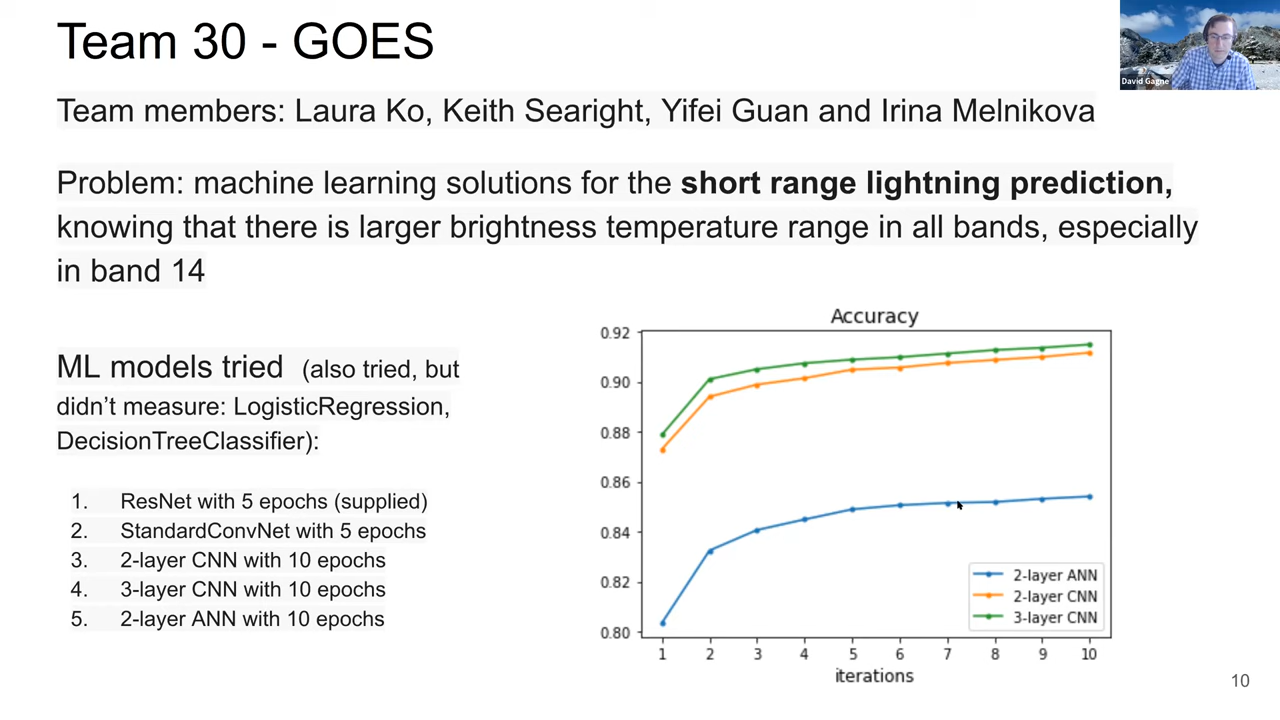 Team 30 - GOES
David Gagne
Team members: Laura Ko, Keith Searight, Yifei Guan and Irina Melnikova
Problem: machine learning solutions for the short range lightning prediction,
knowing that there is larger brightness temperature range in all bands, especially
in band 14
ML models tried (also tried, but
didn’t measure: LogisticRegression,
DecisionTreeClassifier):
1. ResNet with 5 epochs (supplied)
2. StandardConvNet with 5 epochs
3. 2-layer CNN with 10 epochs
4. 3-layer CNN with 10 epochs
5. 2-layer ANN with 10 epochs
Accuracy
0.92
0.90
0.88
0.86
0.84
0.82
0.80
2-layer ANN
2-layer CNN
3-layer CNN
1 2 3 4 5 6 7 8 9 10
iterations
10